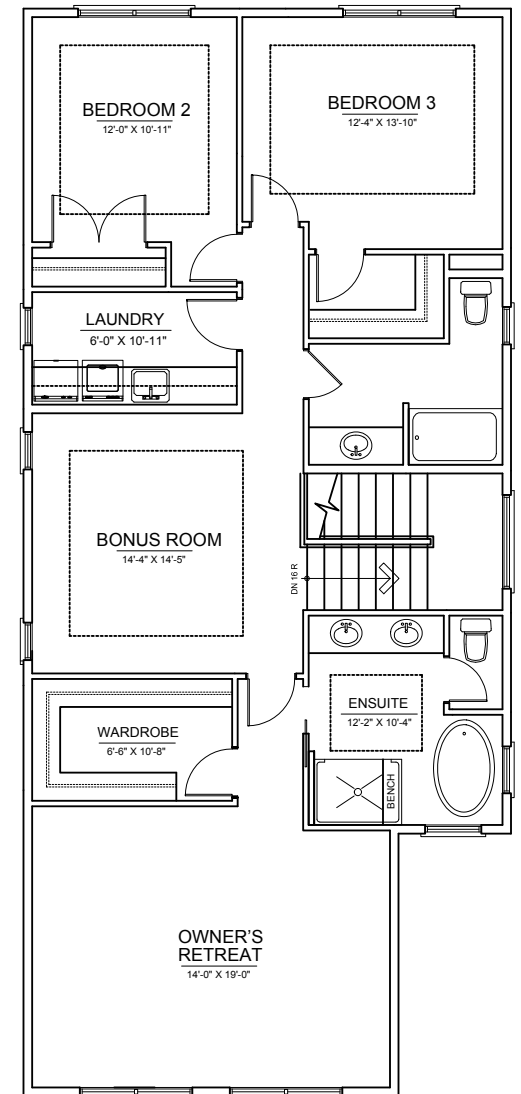 BEDROOM 2
12'-0" X 10'-11"
BEDROOM 3
12'-4" X 13'-10"
LAUNDRY
6'-0" X 10'-11"
BONUS ROOM
14'-4" X 14'-5"
DN 16 R
ENSUITE
12'-2" X 10'-4"
WARDROBE
6'-6" X 10'-8"
BENCH
OWNER'S
RETREAT
14'-0" X 19'-0"